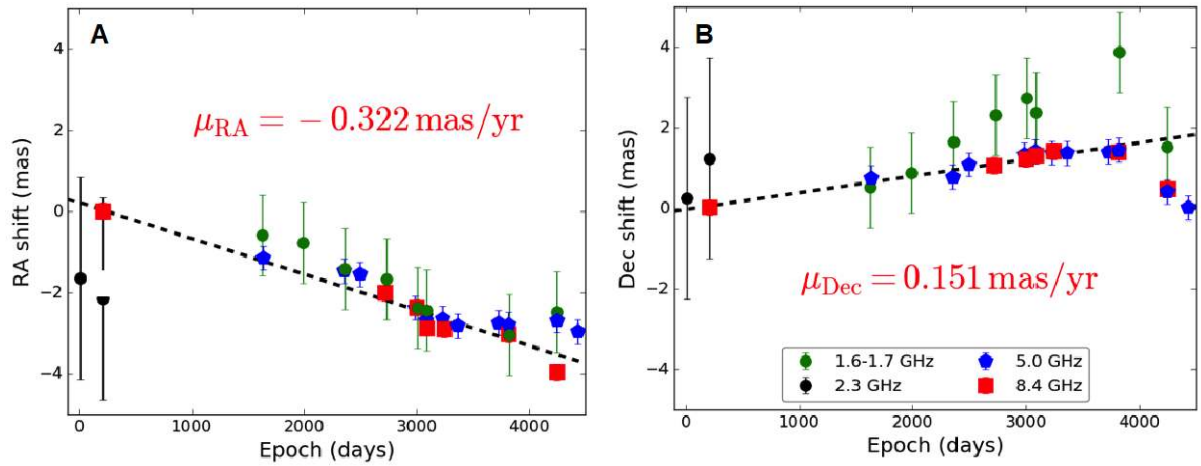 A
μRA = −0.322 mas/yr
4
2
0
−2
−4
RA shift (mas)
0 1000 2000 3000 4000
Epoch (days)
B
4
2
0
−2
−4
Dec shift (mas)
μDec = 0.151 mas/yr
1.6-1.7 GHz 5.0 GHz
2.3 GHz 8.4 GHz
0 1000 2000 3000 4000
Epoch (days)